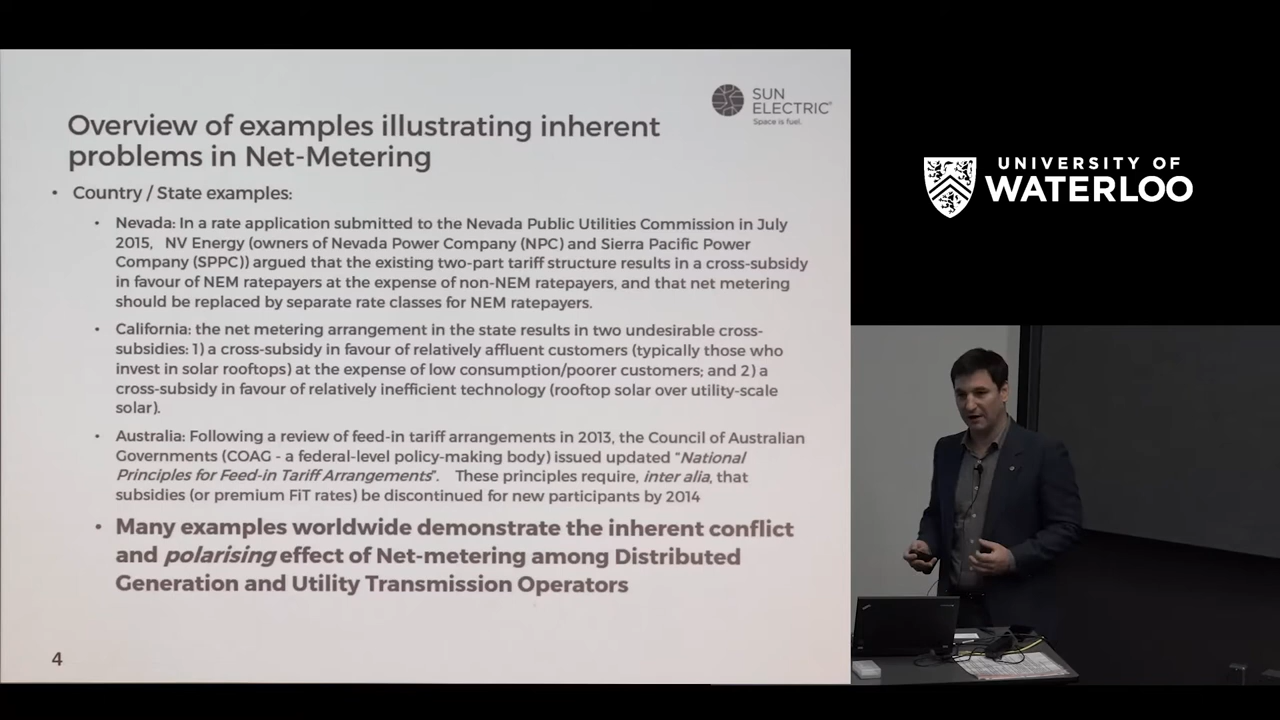 SUN
ELECTRIC®
Space is fuel.
Overview of examples illustrating inherent
problems in Net-Metering
• Country / State examples:
• Nevada: In a rate application submitted to the Nevada Public Utilities Commission in July
2015, NV Energy (owners of Nevada Power Company (NPC) and Sierra Pacific Power
Company (SPPC)) argued that the existing two-part tariff structure results in a cross-subsidy
in favour of NEM ratepayers at the expense of non-NEM ratepayers, and that net metering
should be replaced by separate rate classes for NEM ratepayers.
• California: the net metering arrangement in the state results in two undesirable cross-
subsidies: 1) a cross-subsidy in favour of relatively affluent customers (typically those who
invest in solar rooftops) at the expense of low consumption/poorer customers; and 2) a
cross-subsidy in favour of relatively inefficient technology (rooftop solar over utility-scale
solar).
• Australia: Following a review of feed-in tariff arrangements in 2013, the Council of Australian
Governments (COAG - a federal-level policy-making body) issued updated "National
Principles for Feed-in Tariff Arrangements". These principles require, inter alia, that
subsidies (or premium FiT rates) be discontinued for new participants by 2014
• Many examples worldwide demonstrate the inherent conflict
and polarising effect of Net-metering among Distributed
Generation and Utility Transmission Operators
4
UNIVERSITY OF
WATERLOO